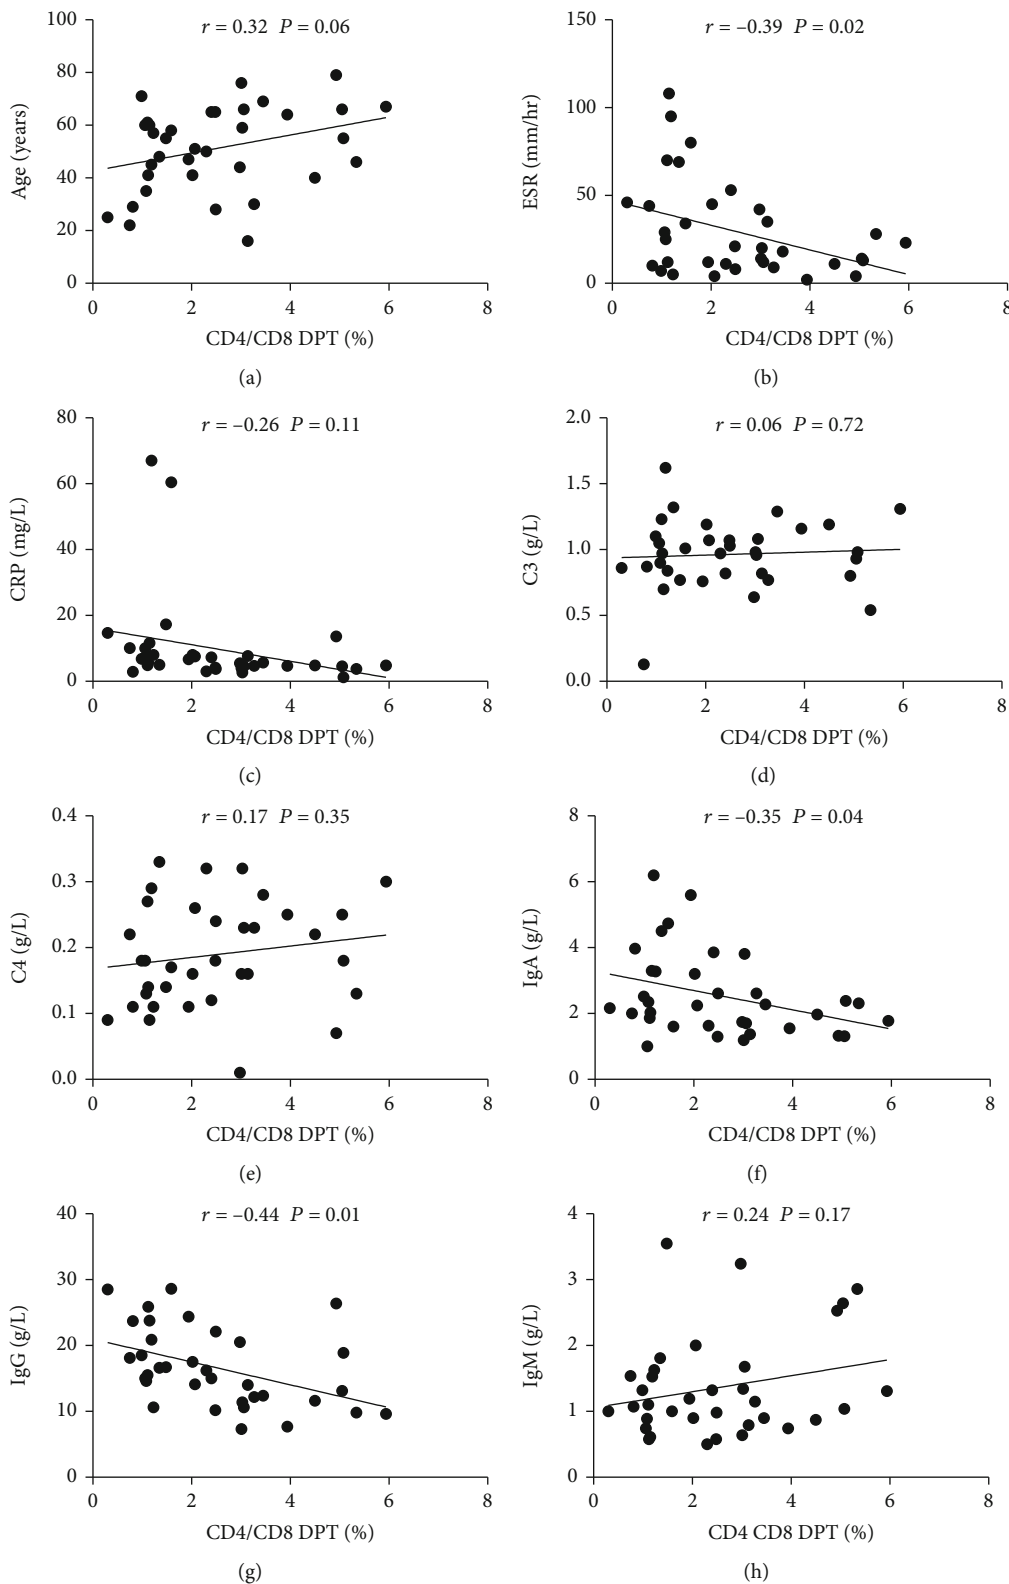 r = 0.32 P = 0.06
100
80
60
40
20
0
Age (years)
0 2 4 6 8
CD4/CD8 DPT (%)
(a)
r = –0.39 P = 0.02
150
100
50
0
ESR (mm/hr)
0 2 4 6 8
CD4/CD8 DPT (%)
(b)
r = –0.26 P = 0.11
80
60
40
20
0
CRP (mg/L)
0 2 4 6 8
CD4/CD8 DPT (%)
(c)
r = 0.06 P = 0.72
2.0
1.5
1.0
0.5
0.0
C3 (g/L)
0 2 4 6 8
CD4/CD8 DPT (%)
(d)
r = 0.17 P = 0.35
0.4
0.3
0.2
0.1
0.0
C4 (g/L)
0 2 4 6 8
CD4/CD8 DPT (%)
(e)
r = –0.35 P = 0.04
8
6
4
2
0
IgA (g/L)
0 2 4 6 8
CD4/CD8 DPT (%)
(f)
r = –0.44 P = 0.01
40
30
20
10
0
IgG (g/L)
0 2 4 6 8
CD4/CD8 DPT (%)
(g)
r = 0.24 P = 0.17
4
3
2
1
0
IgM (g/L)
0 2 4 6 8
CD4 CD8 DPT (%)
(h)